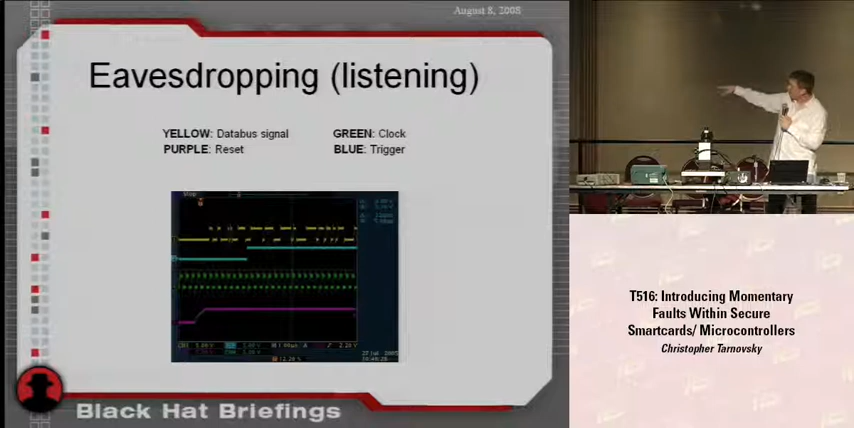 August 8, 2008
Eavesdropping (listening)
YELLOW: Databus signal
GREEN: Clock
PURPLE: Reset
BLUE: Trigger
T516: Introducing Momentary
Faults Within Secure
Smartcards/ Microcontrollers
Christopher Tarnovsky
Black Hat Briefings